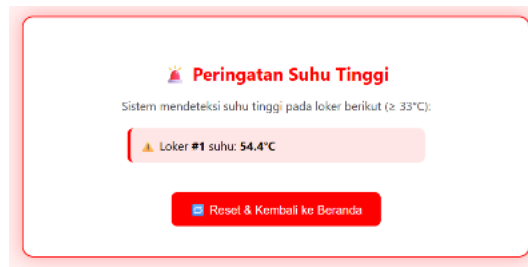 Peringatan Suhu Tinggi
Sistem mendeteksi suhu tinggi pada loker berikut (≥ 33°C):
Loker #1 suhu: 54.4°C
Reset & Kembali ke Beranda